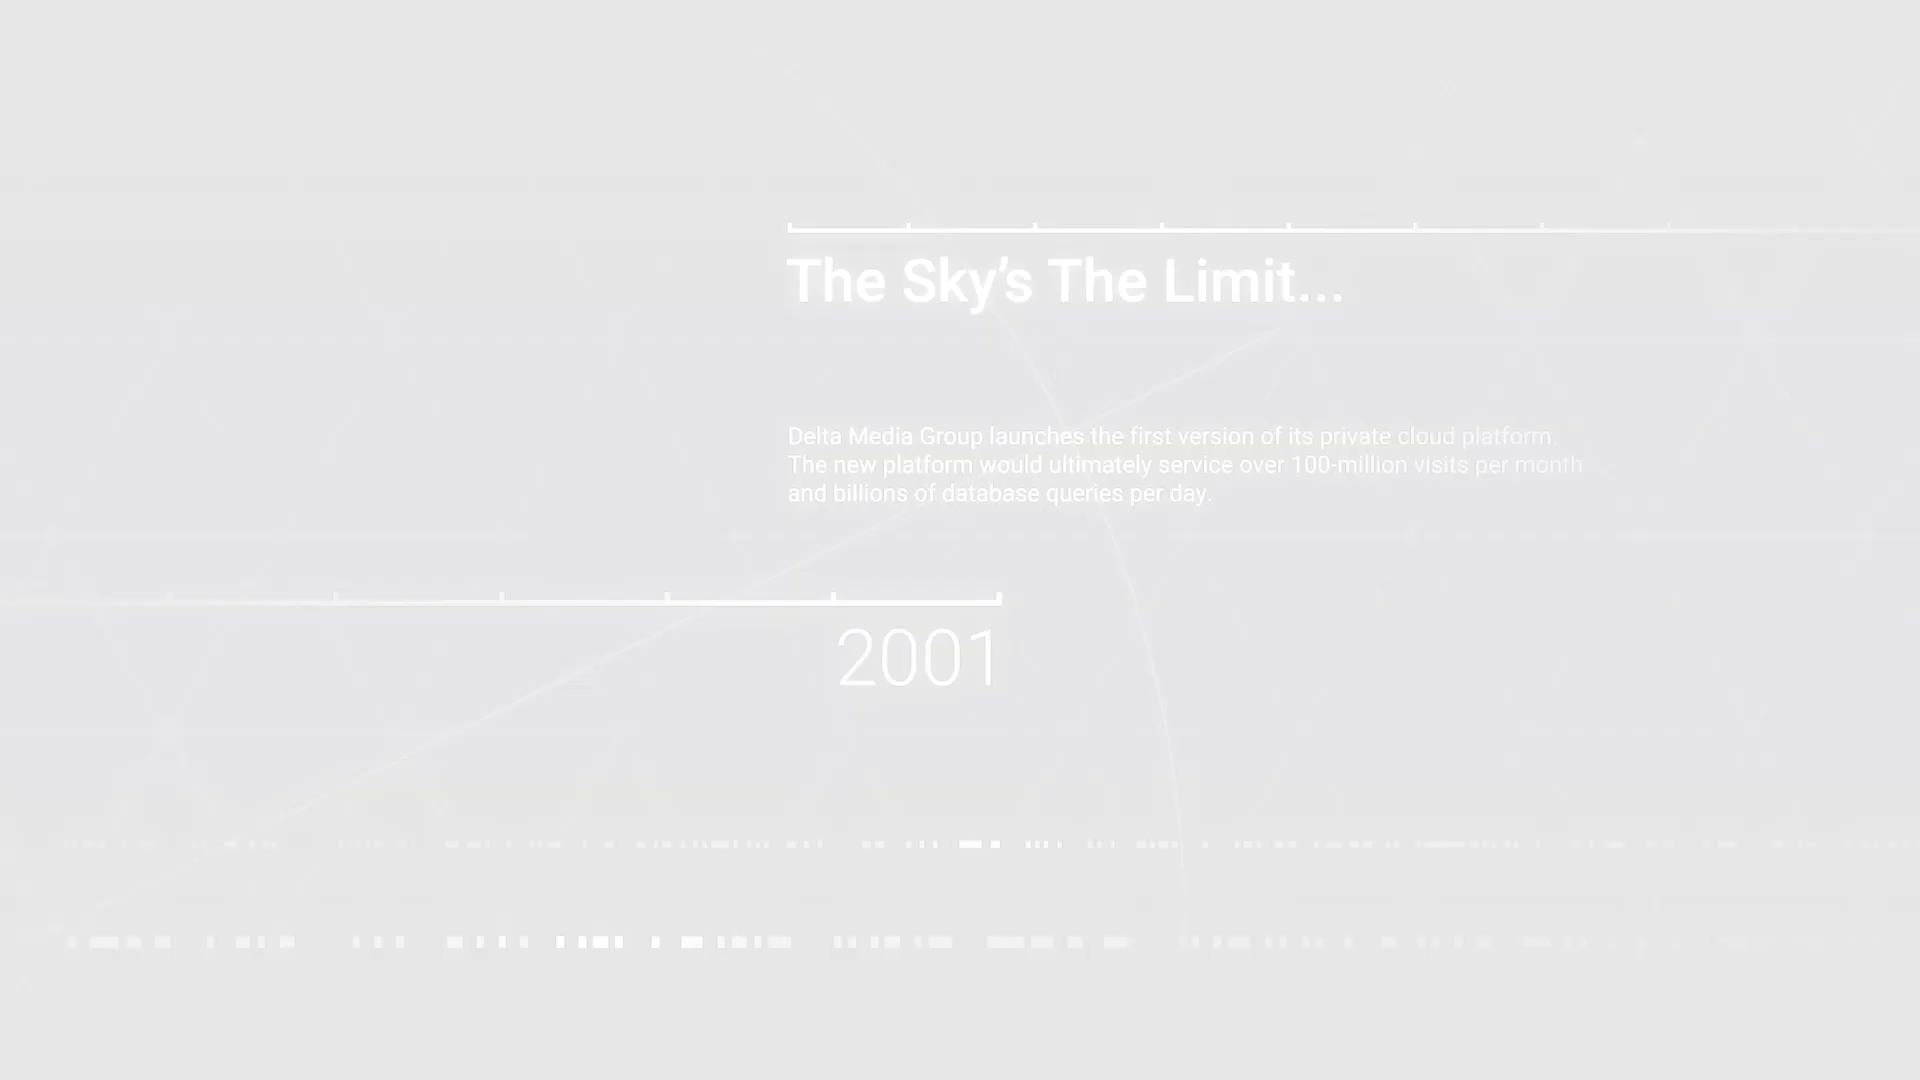 The Sky’s The Limit...
Delta Media Group launches the first version of its private cloud platform.
The new platform would ultimately service over 100-million visits per month
and billions of database queries per day.
2001